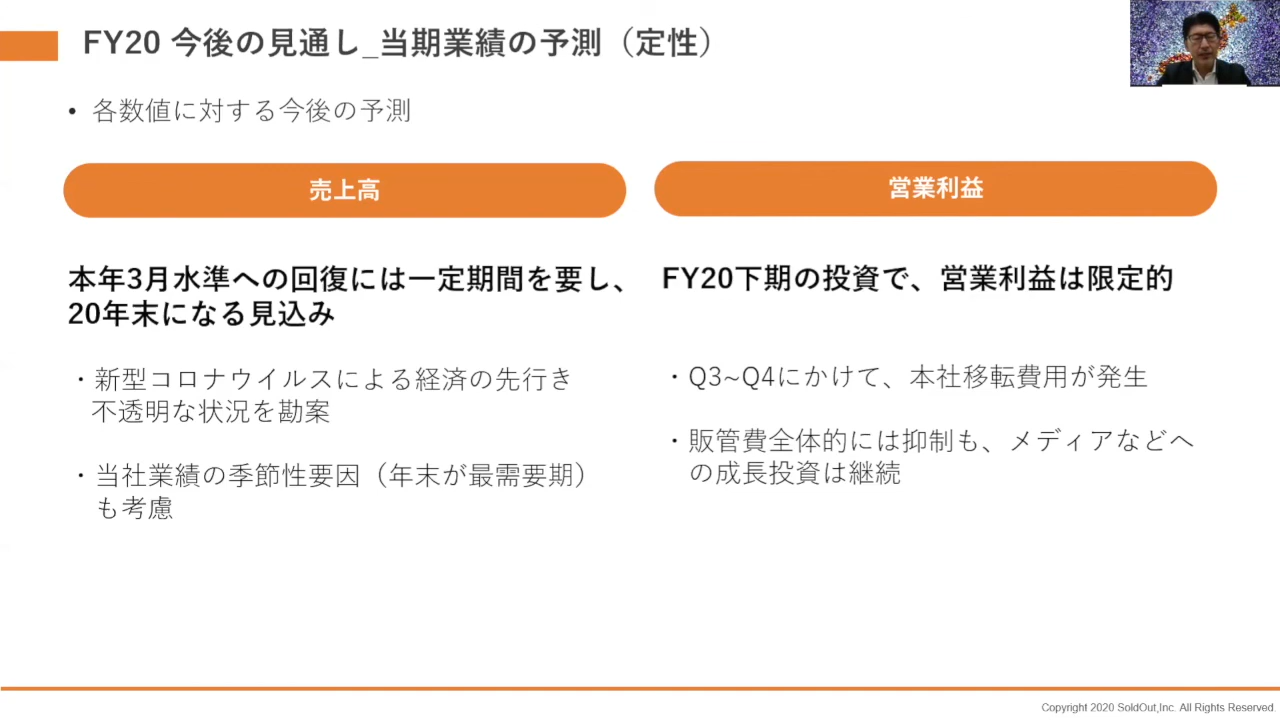 FY20 今後の見通し_当期業績の予測（定性）
• 各数値に対する今後の予測
売上高
本年3月水準への回復には一定期間を要し、
20年末になる見込み
・新型コロナウイルスによる経済の先行き
不透明な状況を勘案
・当社業績の季節性要因（年末が最需要期）
も考慮
営業利益
FY20下期の投資で、営業利益は限定的
・Q3~Q4にかけて、本社移転費用が発生
・販管費全体的には抑制も、メディアなどへ
の成長投資は継続
Copyright 2020 SoldOut,Inc. All Rights Reserved.